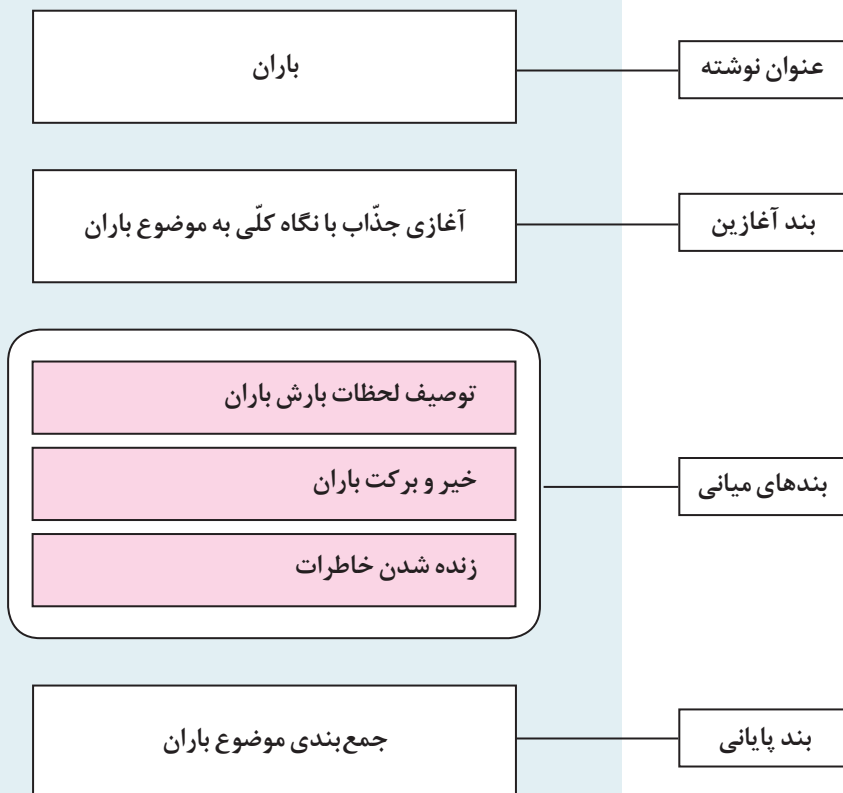 عنوان نوشته
باران
بند آغازین
آغازی جذّاب با نگاه کلّی به موضوع باران
بندهای میانی
توصیف لحظات بارش باران
خیر و برکت باران
زنده شدن خاطرات
بند پایانی
جمع‌بندی موضوع باران